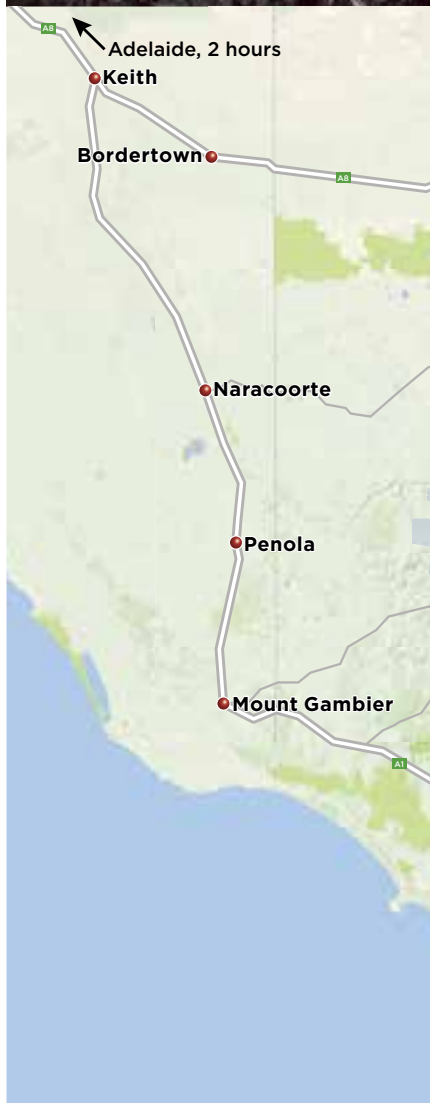 A8
Adelaide, 2 hours
Keith
Bordertown
A8
Naracoorte
Penola
Mount Gambier
A1